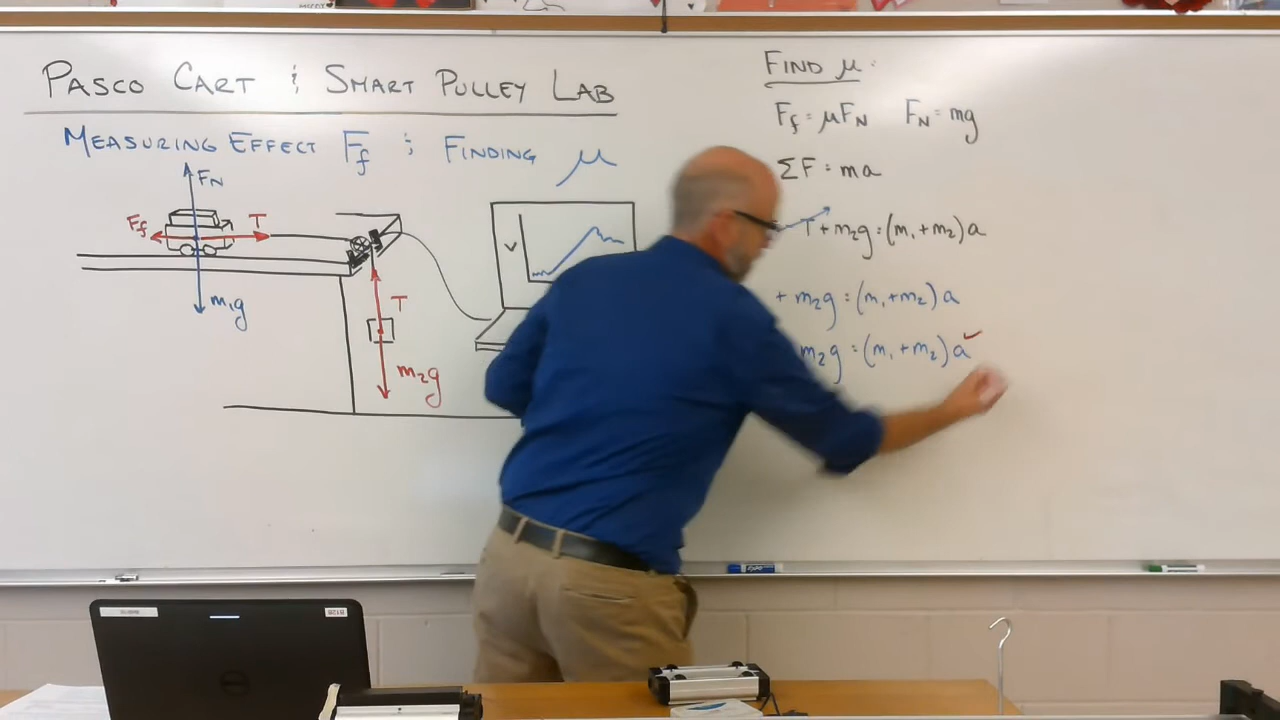 PASCO CART & SMART PULLEY LAB
MEASURING EFFECT Ff & FINDING μ
FN
Ff
T
m1g
T
m2g
V
FIND μ:
Ff = μFN FN = mg
ΣF = ma
T + m2g = (m1 + m2)a
+ m2g = (m1 + m2)a
m2g = (m1 + m2)a ✓